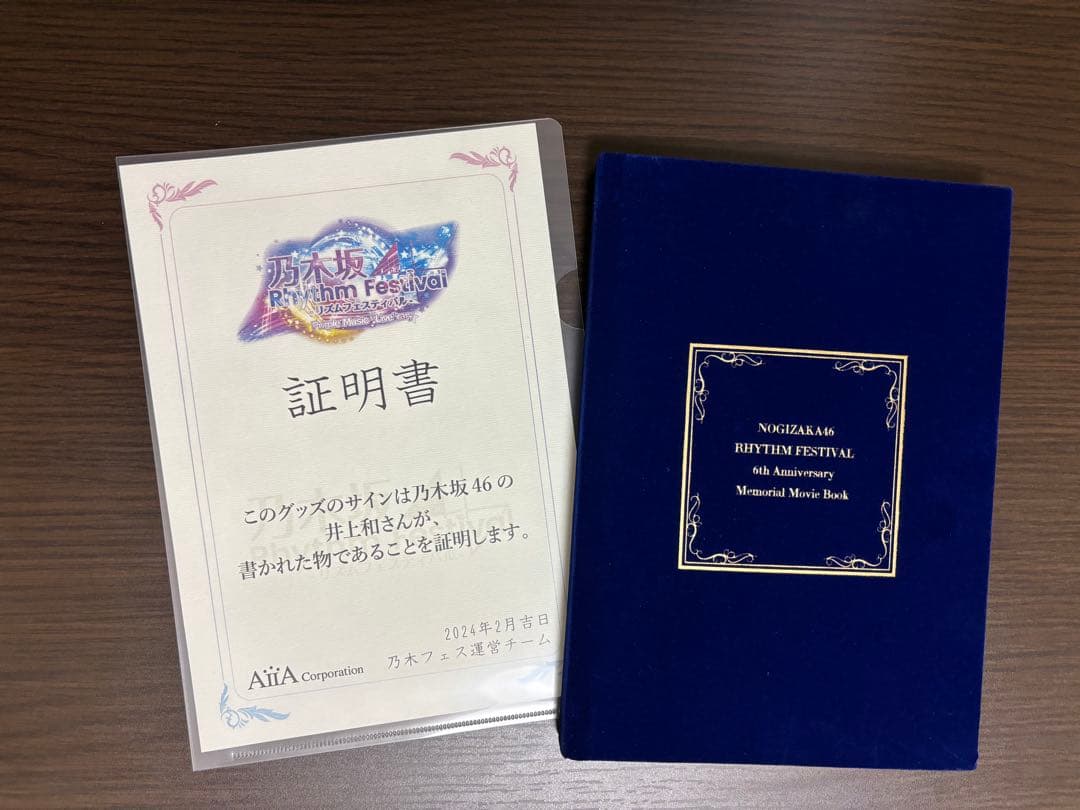 乃木坂
Rhythm Festival
リズムフェスティバル
証明書
このグッズのサインは乃木坂46の
井上和さんが、
書かれた物であることを証明します。
2024年2月吉日
乃木フェス運営チーム
AiiA Corporation
NOGIZAKA46
RHYTHM FESTIVAL
6th Anniversary
Memorial Movie Book